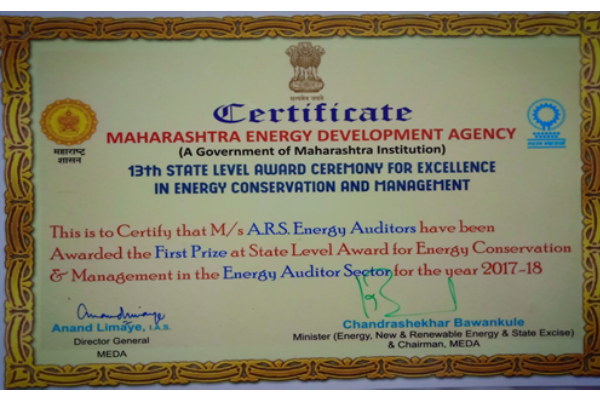 सत्यमेव जयते
Certificate
MAHARASHTRA ENERGY DEVELOPMENT AGENCY
(A Government of Maharashtra Institution)
महाराष्ट्र
शासन
13th STATE LEVEL AWARD CEREMONY FOR EXCELLENCE
IN ENERGY CONSERVATION AND MANAGEMENT
This is to Certify that M/s A.R.S. Energy Auditors have been
Awarded the First Prize at State Level Award for Energy Conservation
& Management in the Energy Auditor Sector for the year 2017-18
Anand Limaye, I.A.S.
Director General
MEDA
Chandrashekhar Bawankule
Minister (Energy, New & Renewable Energy & State Excise)
& Chairman, MEDA